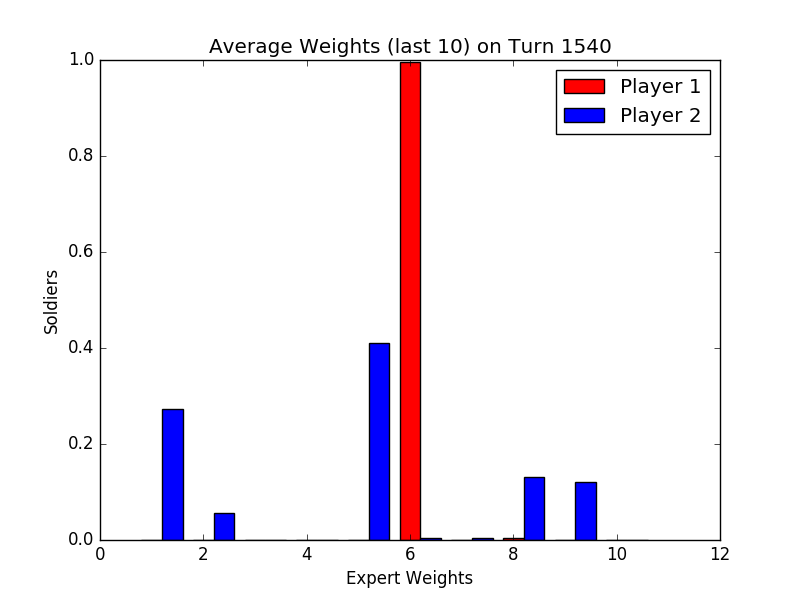 Average Weights (last 10) on Turn 1540
1.0
0.8
0.6
0.4
0.2
0.0
Soldiers
Player 1
Player 2
0 2 4 6 8 10 12
Expert Weights